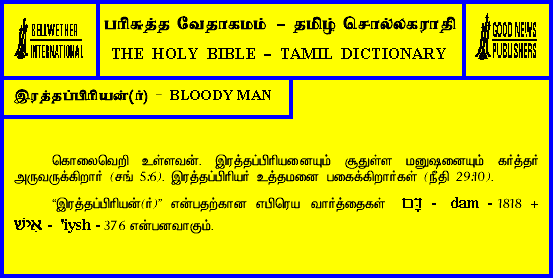 BELLWETHER
INTERNATIONAL
பரிசுத்த வேதாகமம் – தமிழ் சொல்லகராதி
THE HOLY BIBLE – TAMIL DICTIONARY
GOOD NEWS
PUBLISHERS
இரத்தப்பிரியன்(ர்) – BLOODY MAN
கொலைவெறி உள்ளவன். இரத்தப்பிரியனையும் சூதுள்ள மனுஷனையும் கர்த்தர்
அருவருக்கிறார் (சங் 5:6). இரத்தப்பிரியர் உத்தமனை பகைக்கிறார்கள் (நீதி 29:10).
“இரத்தப்பிரியன்(ர்)” என்பதற்கான எபிரெய வார்த்தைகள் דָּם - dam - 1818 +
אִישׁ - 'iysh - 376 என்பனவாகும்.